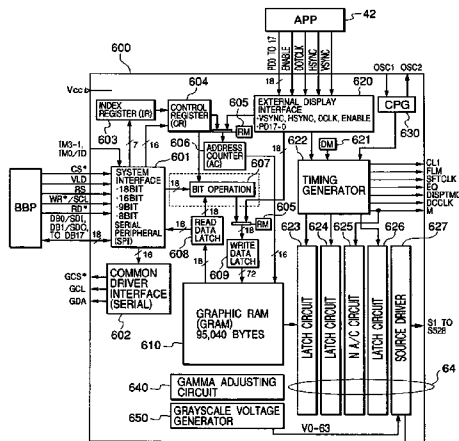 APP
42
600
PD0 TO 17
ENABLE
DOTCLK
HSYNC
VSYNC
OSC1
OSC2
Vcc
18
604
605
620
INDEX
REGISTER (IR)
CONTROL
REGISTER
(CR)
RM
EXTERNAL DISPLAY
INTERFACE
-VSYNC, HSYNC, DCLK, ENABLE
-PD17-0
CPG
630
603
7
16
606
IM3-1,
IM0/ID
601
ADDRESS
COUNTER (AC)
622
DM
621
SYSTEM
INTERFACE
-18BIT
-16BIT
-9BIT
-8BIT
SERIAL
PERIPHERAL
(SPI)
607
BBP
CS*
VLD
RS
WR*/SCL
RD*
DB0/SDI,
DB1/SDO,
TO DB17
18
18
BIT OPERATION
TIMING
GENERATOR
CL1
FLM
SFTCLK
EQ
DISPTMG
DCCLK
M
18
18
READ
DATA
LATCH
18
RM
605
608
WRITE
DATA
LATCH
609
623
624
625
626
627
16
18
72
16
GCS*
GCL
GDA
COMMON
DRIVER
INTERFACE
(SERIAL)
602
GRAPHIC RAM
(GRAM)
95,040 BYTES
610
LATCH CIRCUIT
LATCH CIRCUIT
N A/C CIRCUIT
LATCH CIRCUIT
SOURCE DRIVER
S1 TO
S528
640
GAMMA ADJUSTING
CIRCUIT
64
650
GRAYSCALE VOLTAGE
GENERATOR
V0-63